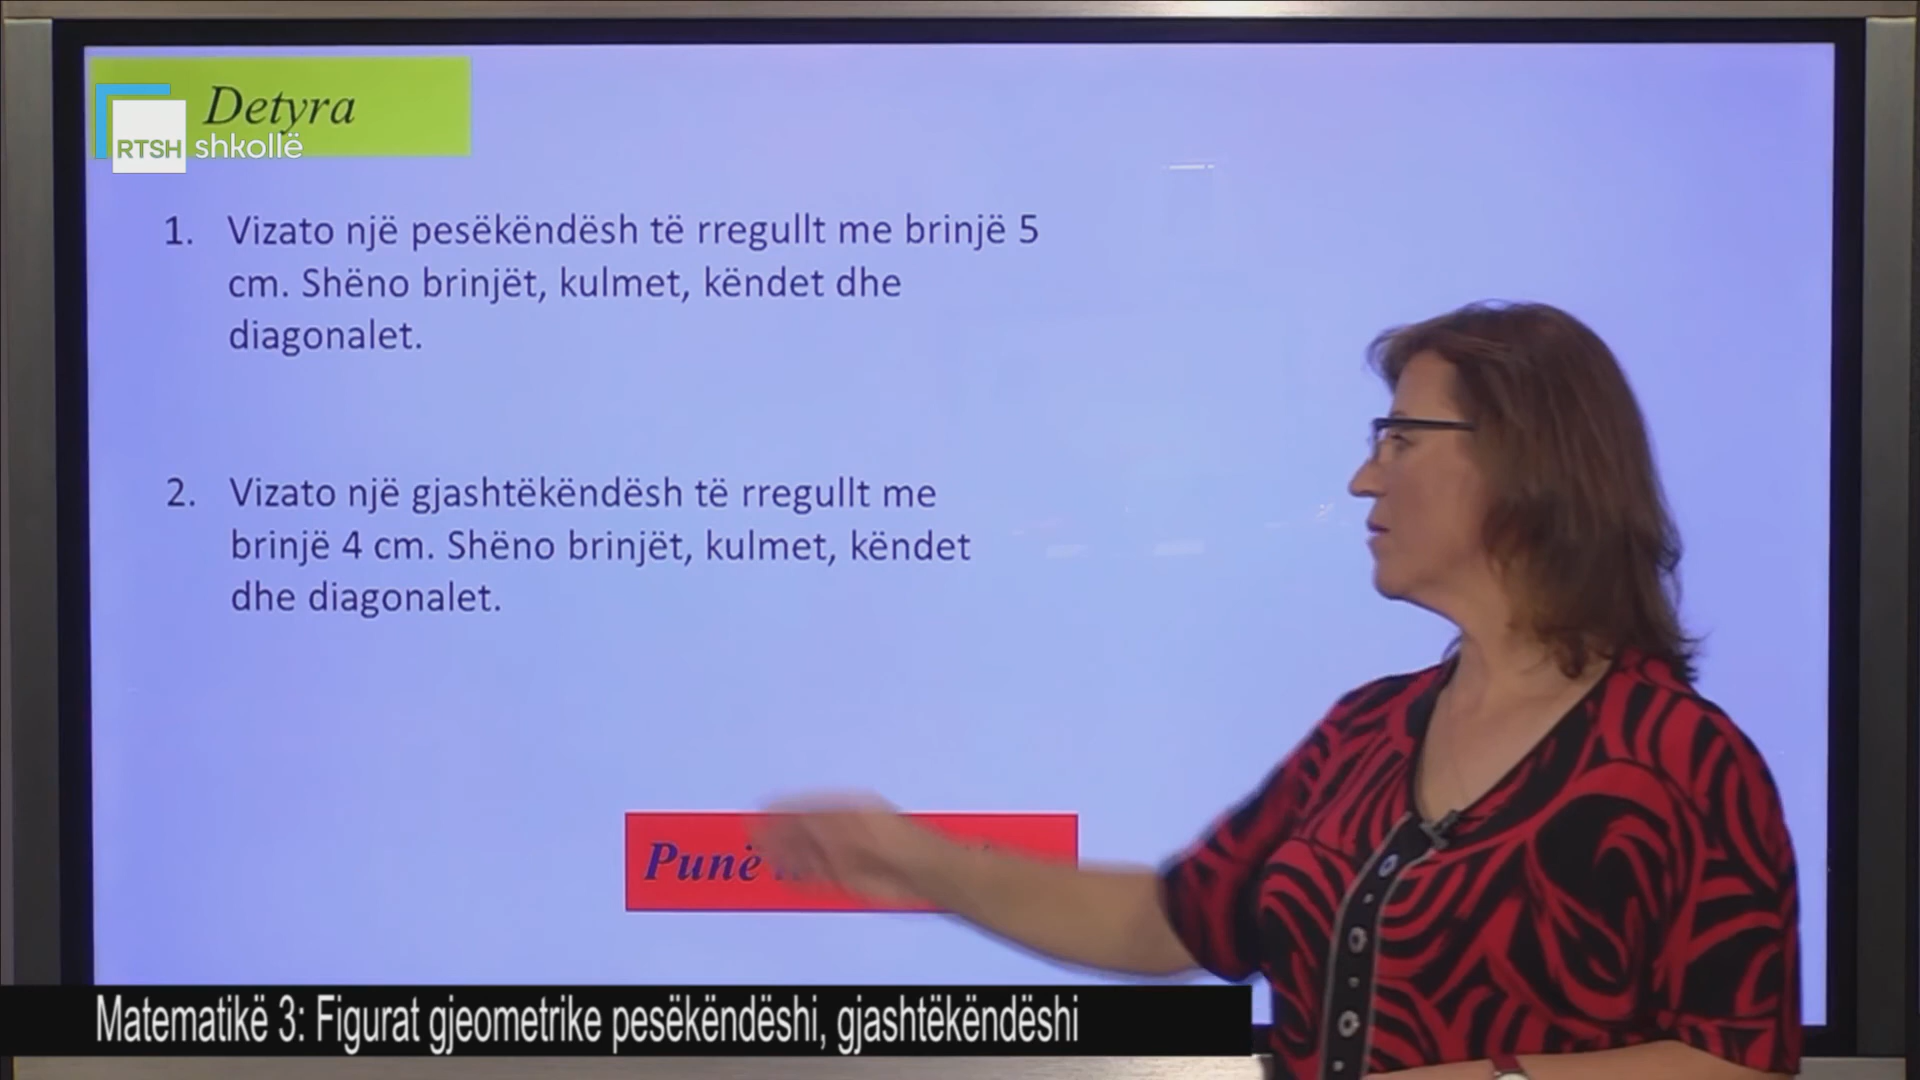 Detyra
RTSH shkollë
1. Vizato një pesëkëndësh të rregullt me brinjë 5
cm. Shëno brinjët, kulmet, këndet dhe
diagonalet.
2. Vizato një gjashtëkëndësh të rregullt me
brinjë 4 cm. Shëno brinjët, kulmet, këndet
dhe diagonalet.
Punë
Matematikë 3: Figurat gjeometrike pesëkëndëshi, gjashtëkëndëshi